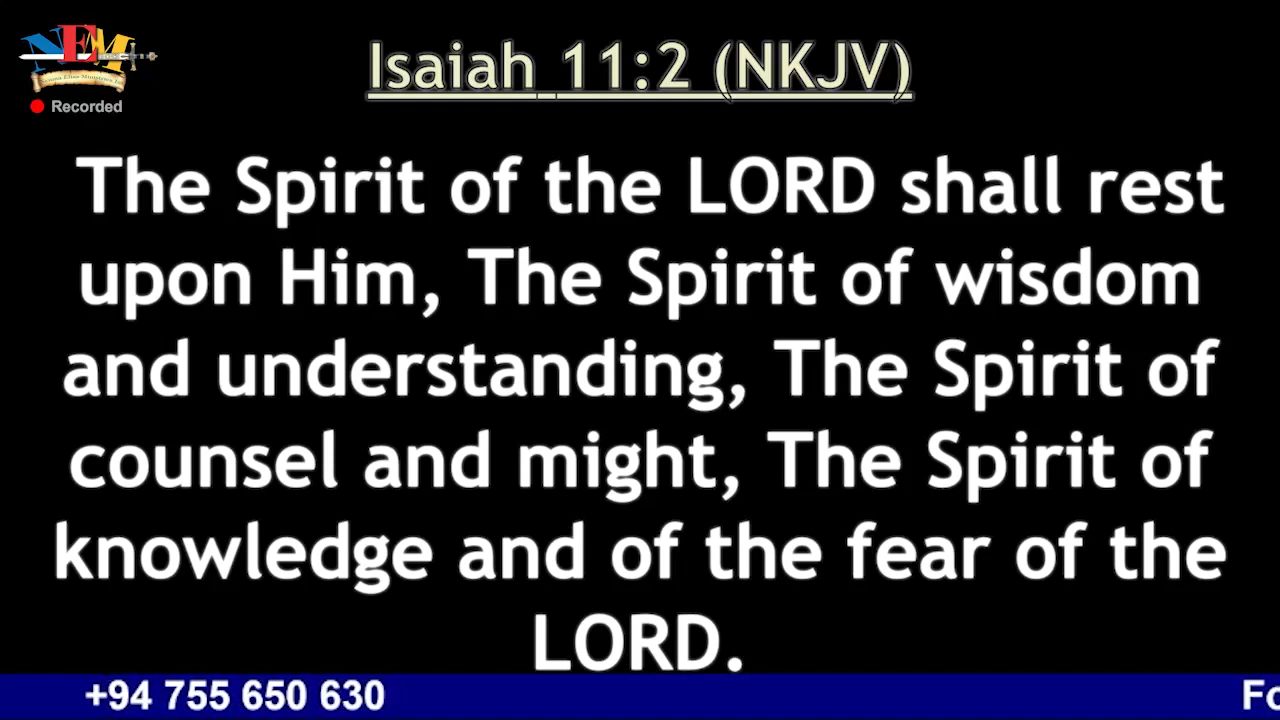 NEM
Recorded
Isaiah 11:2 (NKJV)
The Spirit of the LORD shall rest
upon Him, The Spirit of wisdom
and understanding, The Spirit of
counsel and might, The Spirit of
knowledge and of the fear of the
LORD.
+94 755 650 630